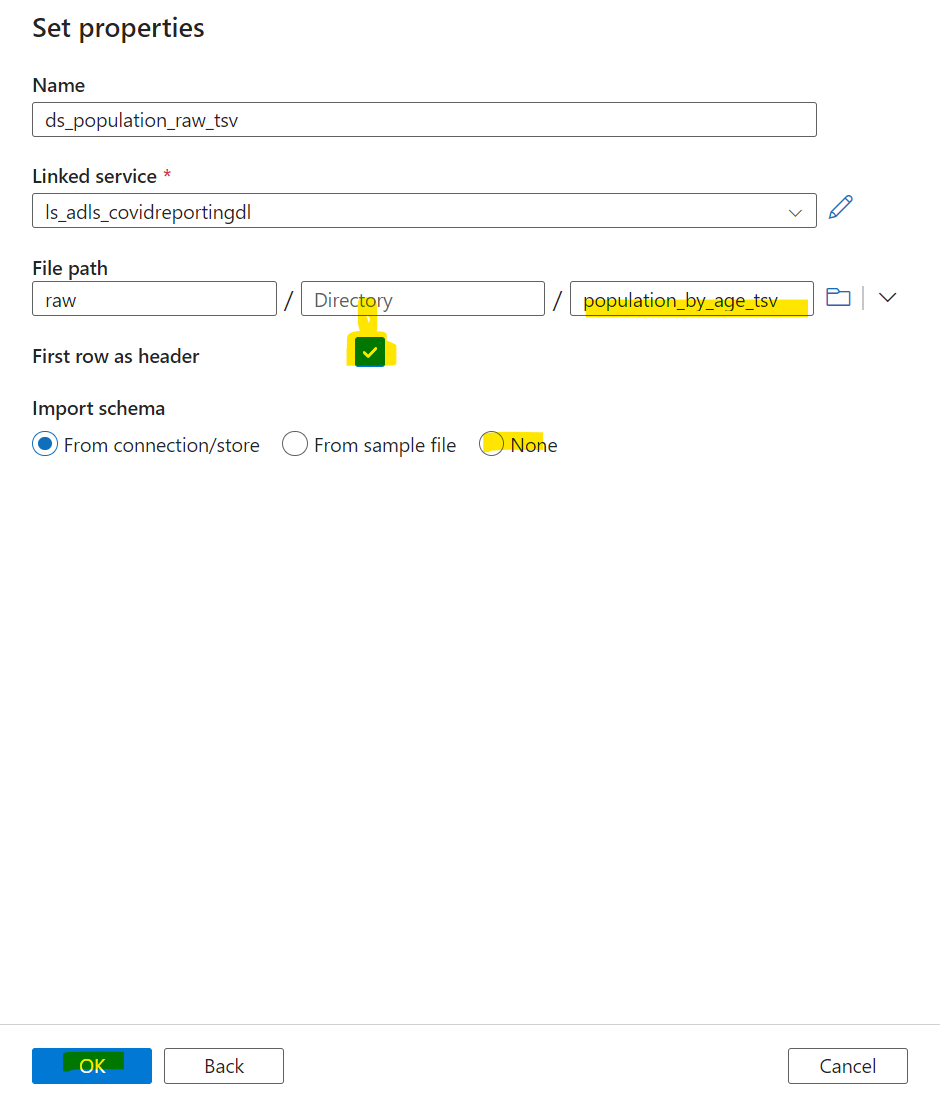 Set properties
Name
ds_population_raw_tsv
Linked service *
ls_adls_covidreportingdl
File path
raw / Directory / population_by_age_tsv
First row as header
Import schema
From connection/store From sample file None
OK Back Cancel